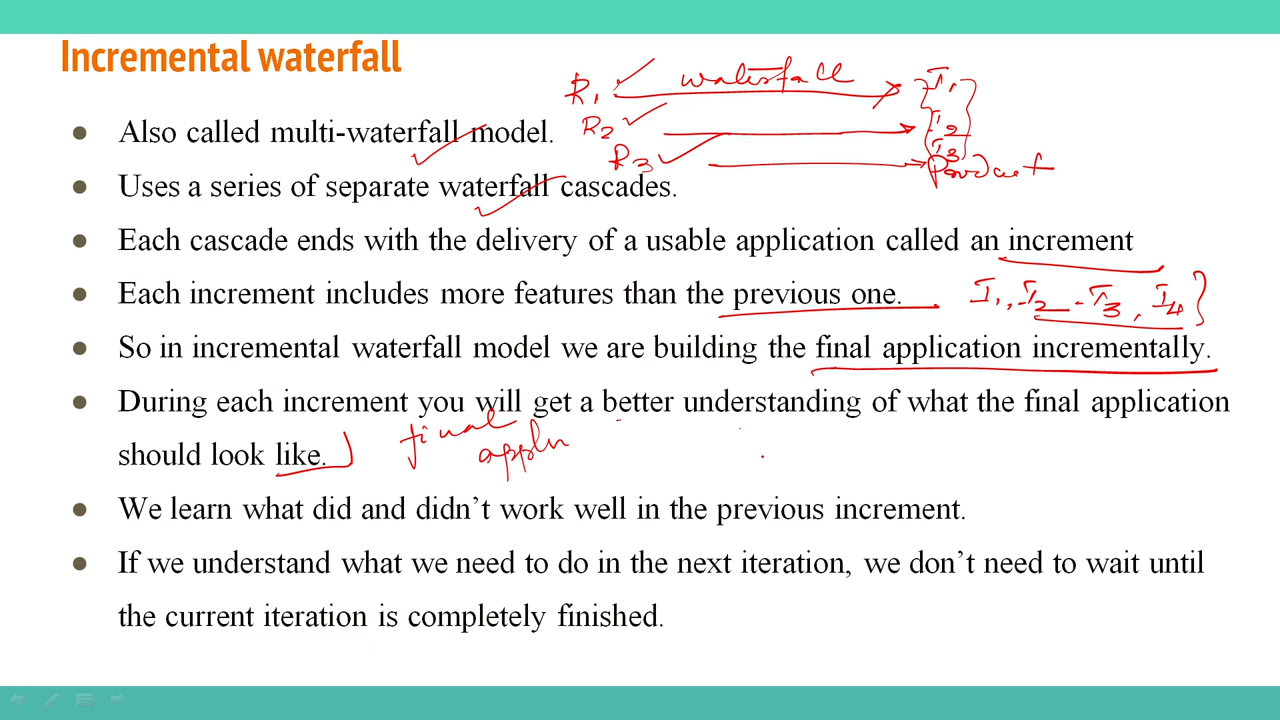 Incremental waterfall
R₁ waterfall I₁
● Also called multi-waterfall model. R₂ I₂
R₃ I₃
Product
● Uses a series of separate waterfall cascades.
● Each cascade ends with the delivery of a usable application called an increment
● Each increment includes more features than the previous one. I₁, I₂ - I₃, I₄}
● So in incremental waterfall model we are building the final application incrementally.
● During each increment you will get a better understanding of what the final application
should look like. final
appln
● We learn what did and didn’t work well in the previous increment.
● If we understand what we need to do in the next iteration, we don’t need to wait until
the current iteration is completely finished.